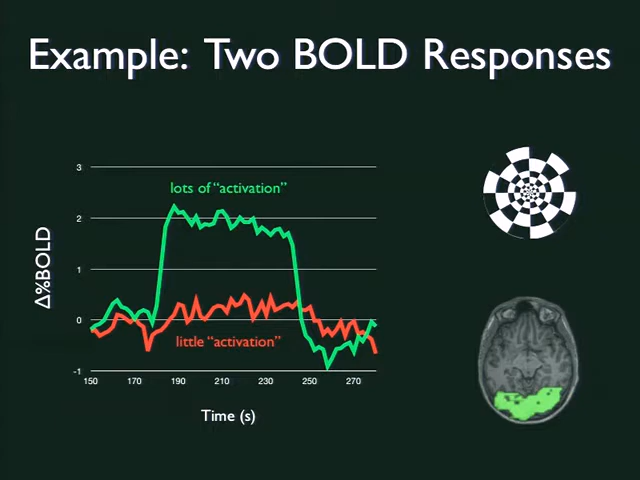 Example: Two BOLD Responses
3
lots of “activation”
2
Δ%BOLD
1
0
little “activation”
-1
150 170 190 210 230 250 270
Time (s)